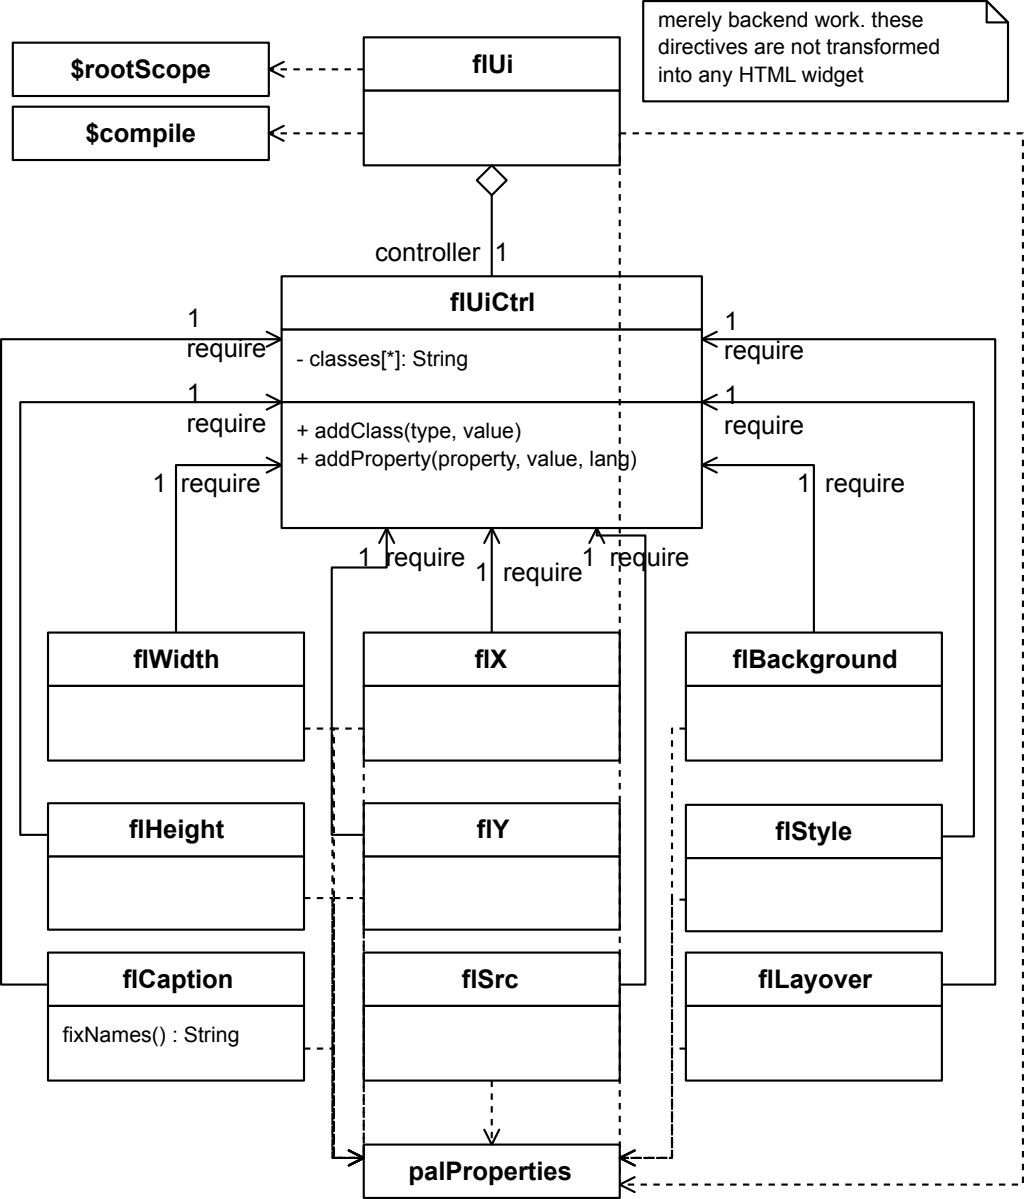 merely backend work. these
directives are not transformed
into any HTML widget
$rootScope
flUi
$compile
controller 1
flUiCtrl
- classes[*]: String
+ addClass(type, value)
+ addProperty(property, value, lang)
1
require
1
require
1
require
1
require
1 require
1 require
1 require
1 require
1 require
flWidth
flX
flBackground
flHeight
flY
flStyle
flCaption
fixNames() : String
flSrc
flLayover
palProperties